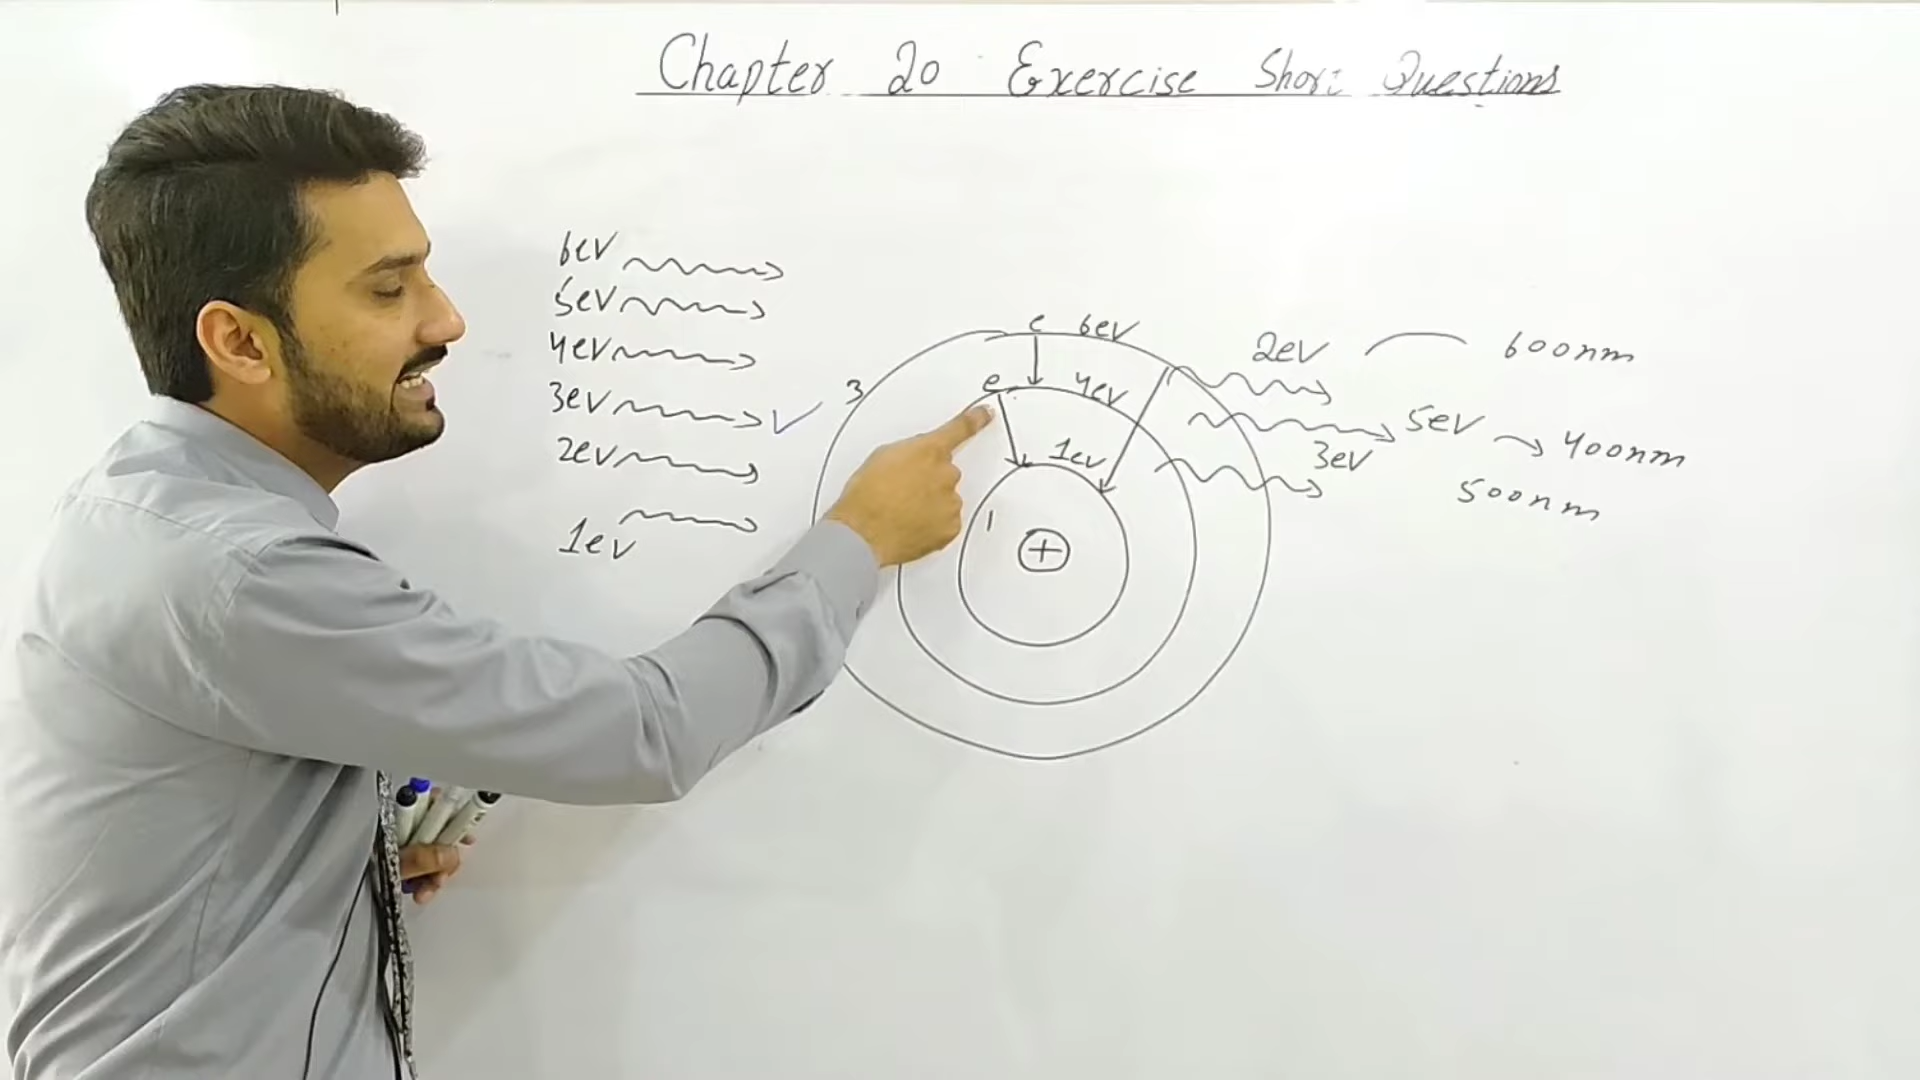 Chapter 20 Exercise Short Questions
6eV
5eV
4eV
3eV ✓
2eV
1eV
e 6eV
3
e 4eV
1eV
1
+
2eV 600nm
5eV → 400nm
3eV
500nm